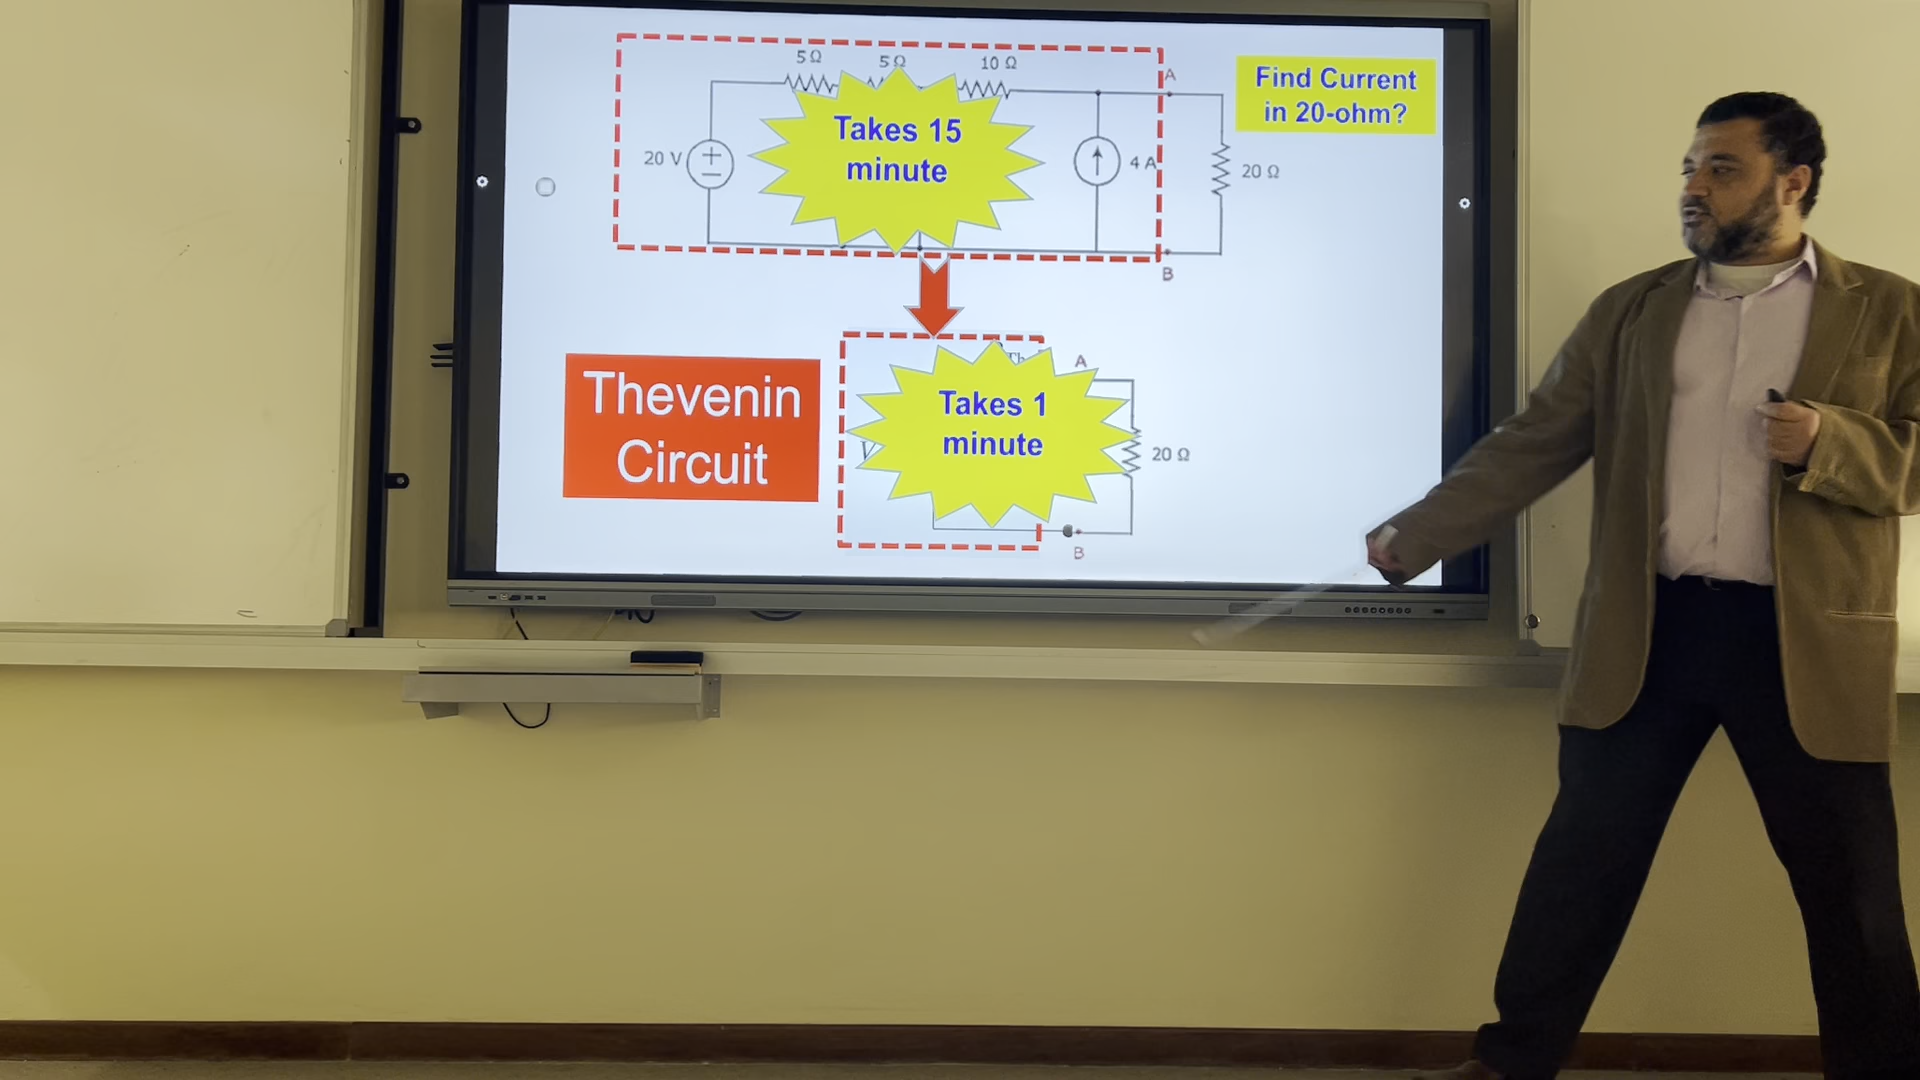 5 Ω
5 Ω
10 Ω
A
Find Current
in 20-ohm?
Takes 15
minute
20 V
4 A
20 Ω
B
Th
A
Thevenin
Circuit
Takes 1
minute
V
20 Ω
B